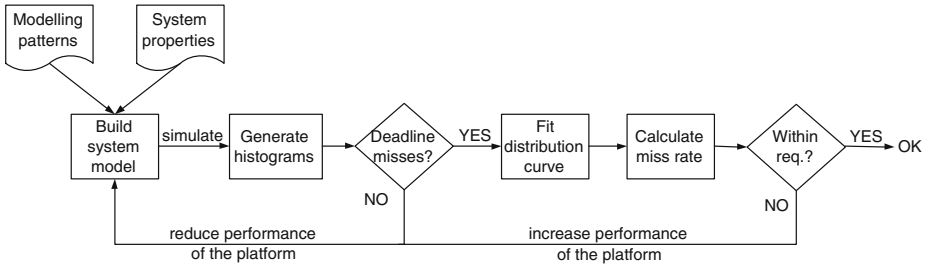 Modelling
patterns
System
properties
Build
system
model
simulate
Generate
histograms
Deadline
misses?
YES
Fit
distribution
curve
Calculate
miss rate
Within
req.?
YES
OK
NO
NO
reduce performance
of the platform
increase performance
of the platform